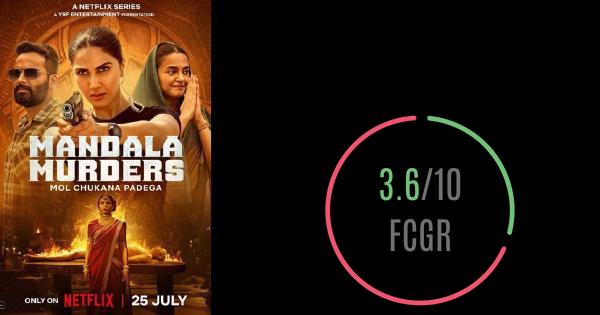 A NETFLIX SERIES
A YRF ENTERTAINMENT PRESENTATION
MANDALA
MURDERS
MOL CHUKANA PADEGA
ONLY ON NETFLIX | 25 JULY
3.6/10
FCGR